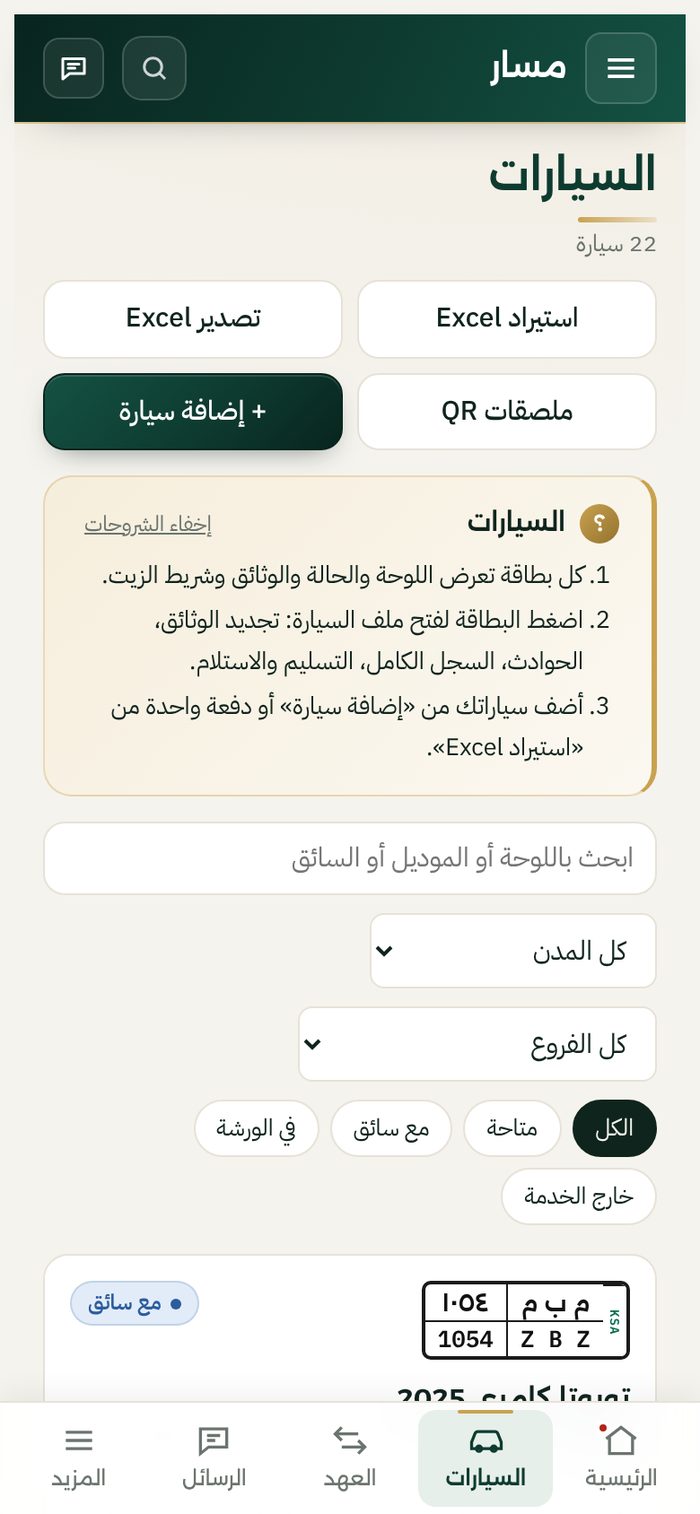 مسار
السيارات
22 سيارة
استيراد Excel
تصدير Excel
ملصقات QR
+ إضافة سيارة
؟
السيارات
إخفاء الشروحات
1. كل بطاقة تعرض اللوحة والحالة والوثائق وشريط الزيت.
2. اضغط البطاقة لفتح ملف السيارة: تجديد الوثائق،
الحوادث، السجل الكامل، التسليم والاستلام.
3. أضف سياراتك من «إضافة سيارة» أو دفعة واحدة من
«استيراد Excel».
ابحث باللوحة أو الموديل أو السائق
كل المدن
كل الفروع
الكل
متاحة
مع سائق
في الورشة
خارج الخدمة
م ب م
١٠٥٤
KSA
Z B Z
1054
مع سائق
تويوتا كامري 2025
الرئيسية
السيارات
العهد
الرسائل
المزيد